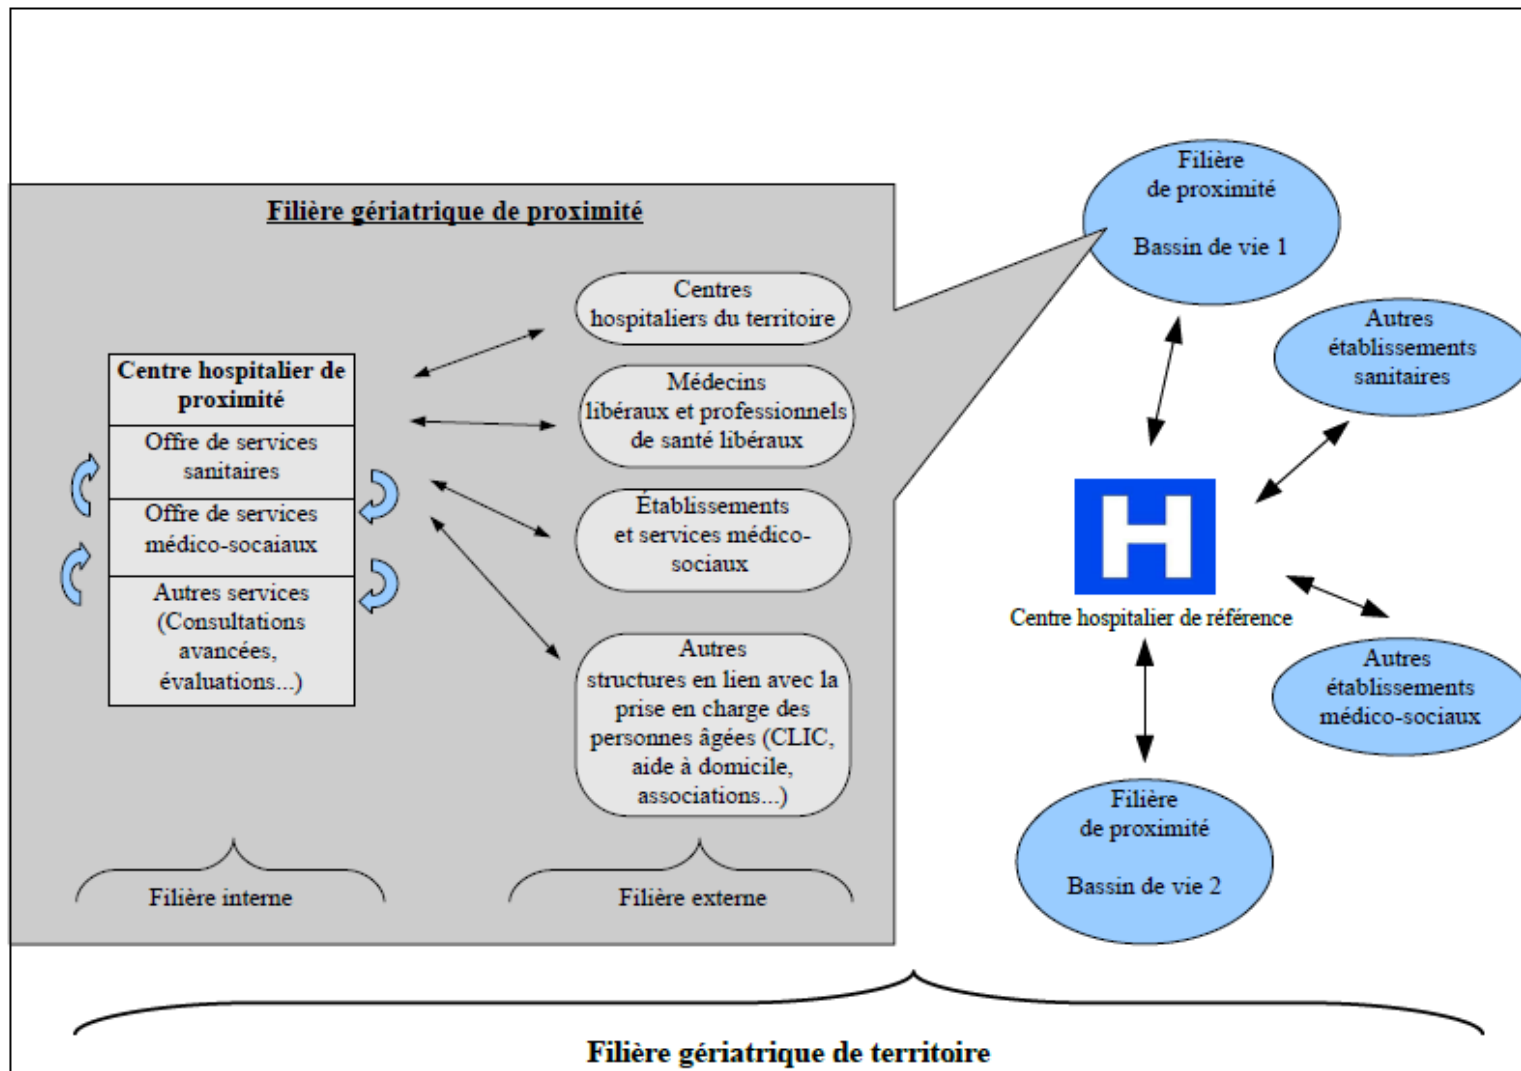 Filière gériatrique de proximité
Centre hospitalier de
proximité
Offre de services
sanitaires
Offre de services
médico-socaiaux
Autres services
(Consultations
avancées,
évaluations...)
Filière interne
Centres
hospitaliers du territoire
Médecins
libéraux et professionnels
de santé libéraux
Établissements
et services médico-
sociaux
Autres
structures en lien avec la
prise en charge des
personnes âgées (CLIC,
aide à domicile,
associations...)
Filière externe
Filière
de proximité
Bassin de vie 1
Autres
établissements
sanitaires
H
Centre hospitalier de référence
Autres
établissements
médico-sociaux
Filière
de proximité
Bassin de vie 2
Filière gériatrique de territoire